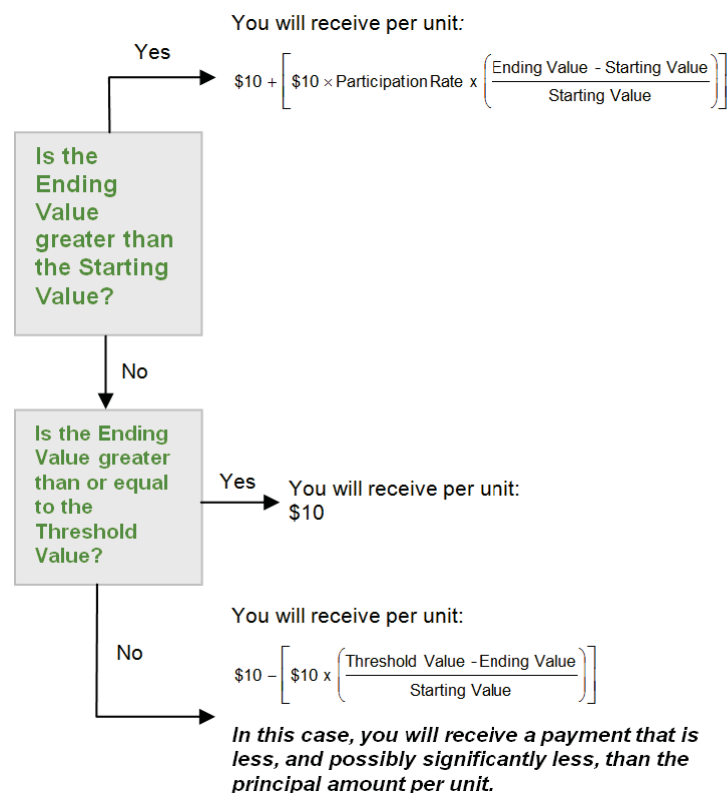 You will receive per unit:
Yes
$10 + [ $10 × Participation Rate x ( Ending Value - Starting Value / Starting Value ) ]
Is the
Ending
Value
greater than
the Starting
Value?
No
Is the Ending
Value greater
than or equal
to the
Threshold
Value?
Yes
You will receive per unit:
$10
No
You will receive per unit:
$10 – [ $10 x ( Threshold Value - Ending Value / Starting Value ) ]
In this case, you will receive a payment that is
less, and possibly significantly less, than the
principal amount per unit.